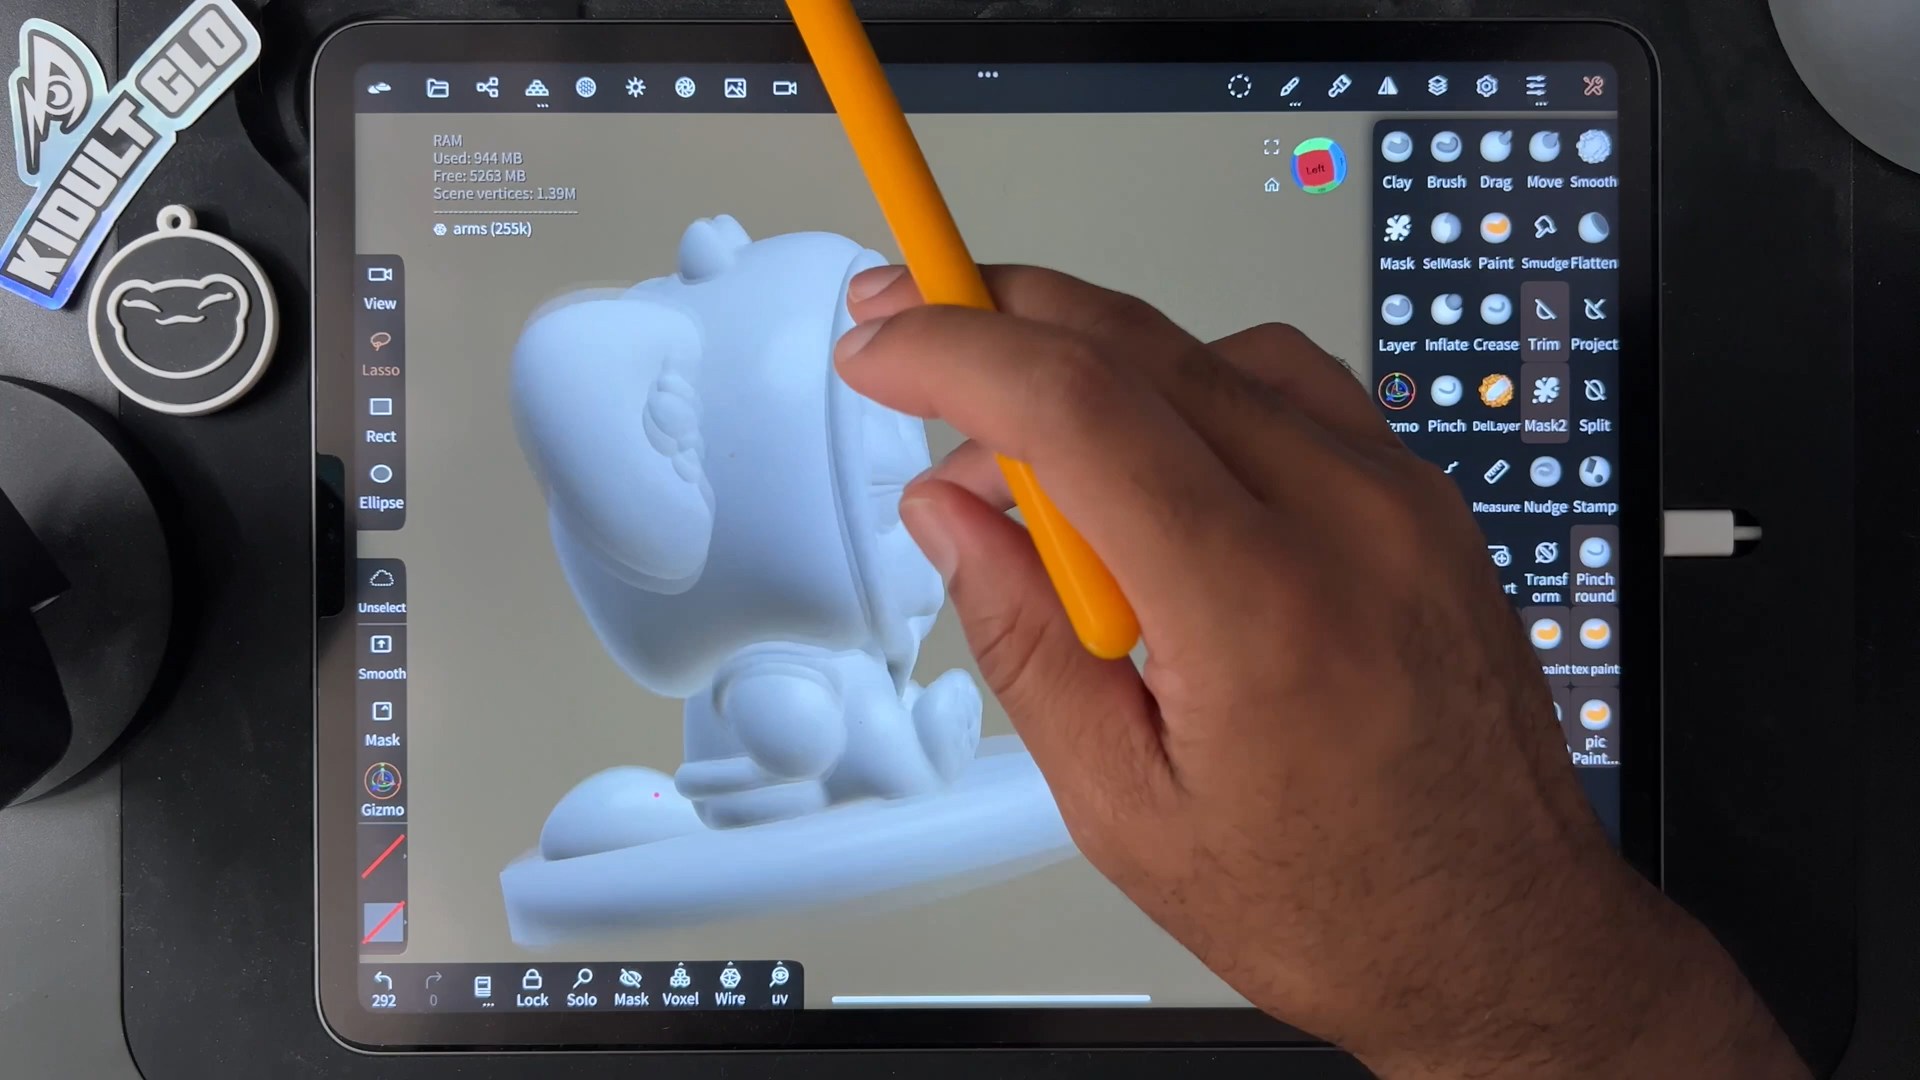 KIDULT CLO
RAM
Used: 944 MB
Free: 5263 MB
Scene vertices: 1.39M
arms (255k)
View
Lasso
Rect
Ellipse
Unselect
Smooth
Mask
Gizmo
292
0
Lock
Solo
Mask
Voxel
Wire
uv
Left
Clay Brush Drag Move Smooth
Mask SelMask Paint Smudge Flatten
Layer Inflate Crease Trim Project
Pinch DelLayer Mask2 Split
Measure Nudge Stamp
Transf
orm
Pinch
round
paint tex paint
pic
Paint...